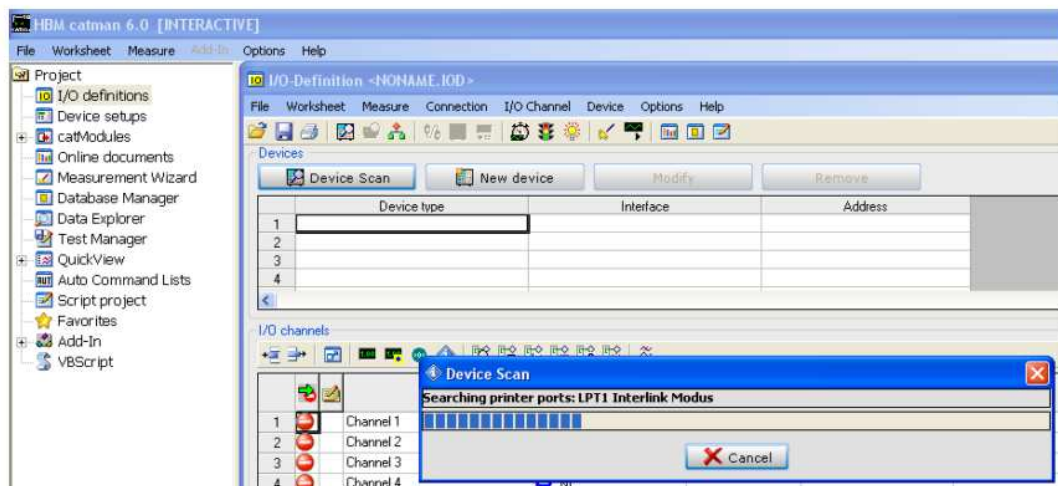 HBM catman 6.0 [INTERACTIVE]
File Worksheet Measure Add-In Options Help
Project
I/O definitions
Device setups
catModules
Online documents
Measurement Wizard
Database Manager
Data Explorer
Test Manager
QuickView
Auto Command Lists
Script project
Favorites
Add-In
VBScript
I/O-Definition <NONAME.IOD>
File Worksheet Measure Connection I/O Channel Device Options Help
Devices
Device Scan New device Modify Remove
Device type Interface Address
1
2
3
4
I/O channels
1 Channel 1
2 Channel 2
3 Channel 3
4 Channel 4
Device Scan
Searching printer ports: LPT1 Interlink Modus
Cancel